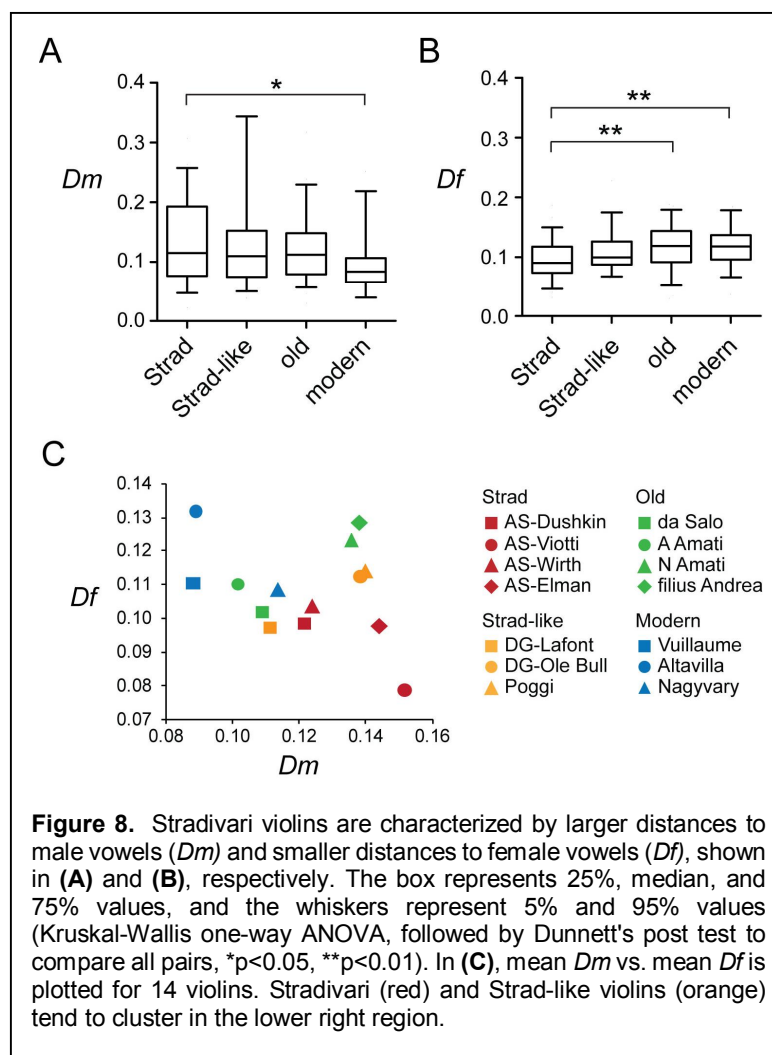 A
*
0.4
0.3
Dm
0.2
0.1
0.0
Strad
Strad-like
old
modern
B
**
**
0.4
0.3
Df
0.2
0.1
0.0
Strad
Strad-like
old
modern
C
0.14
0.13
0.12
0.11
Df
0.10
0.09
0.08
0.07
0.08 0.10 0.12 0.14 0.16
Dm
Strad
AS-Dushkin
AS-Viotti
AS-Wirth
AS-Elman
Strad-like
DG-Lafont
DG-Ole Bull
Poggi
Old
da Salo
A Amati
N Amati
filius Andrea
Modern
Vuillaume
Altavilla
Nagyvary
Figure 8. Stradivari violins are characterized by larger distances to
male vowels (Dm) and smaller distances to female vowels (Df), shown
in (A) and (B), respectively. The box represents 25%, median, and
75% values, and the whiskers represent 5% and 95% values
(Kruskal-Wallis one-way ANOVA, followed by Dunnett's post test to
compare all pairs, *p<0.05, **p<0.01). In (C), mean Dm vs. mean Df is
plotted for 14 violins. Stradivari (red) and Strad-like violins (orange)
tend to cluster in the lower right region.